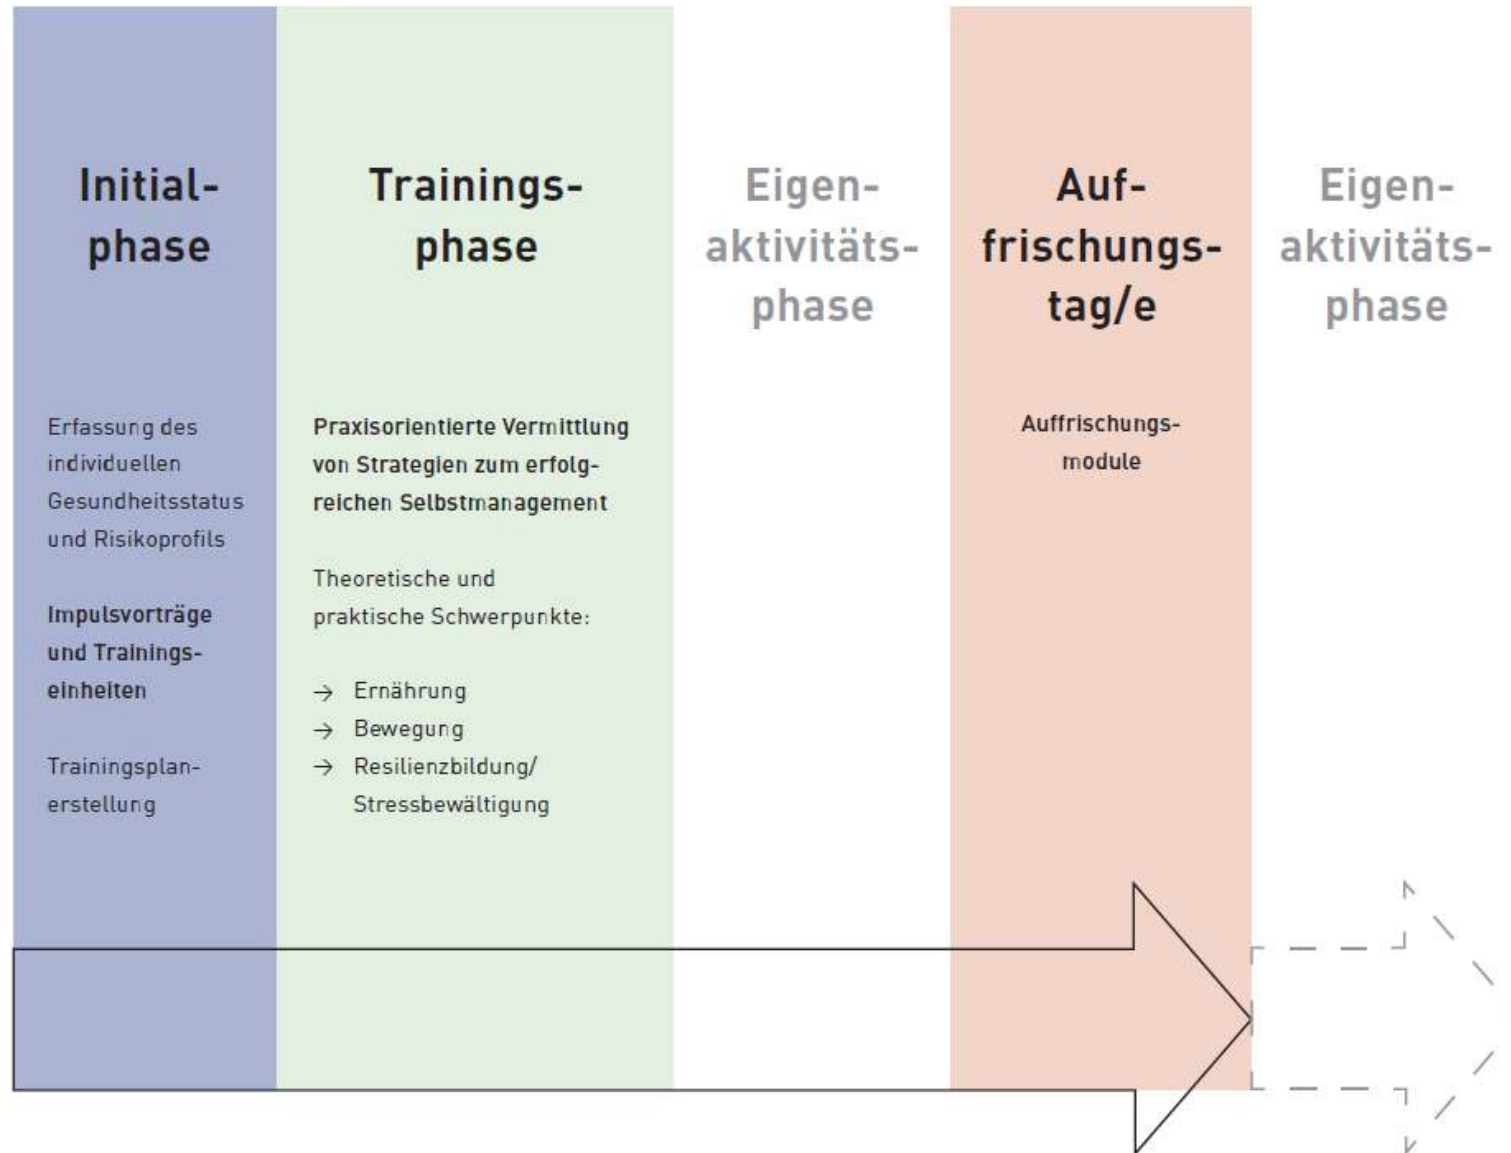 Initial-
phase
Erfassung des
individuellen
Gesundheitsstatus
und Risikoprofils
Impulsvorträge
und Trainings-
einheiten
Trainingsplan-
erstellung
Trainings-
phase
Praxisorientierte Vermittlung
von Strategien zum erfolg-
reichen Selbstmanagement
Theoretische und
praktische Schwerpunkte:
→ Ernährung
→ Bewegung
→ Resilienzbildung/
Stressbewältigung
Eigen-
aktivitäts-
phase
Auf-
frischungs-
tag/e
Auffrischungs-
module
Eigen-
aktivitäts-
phase